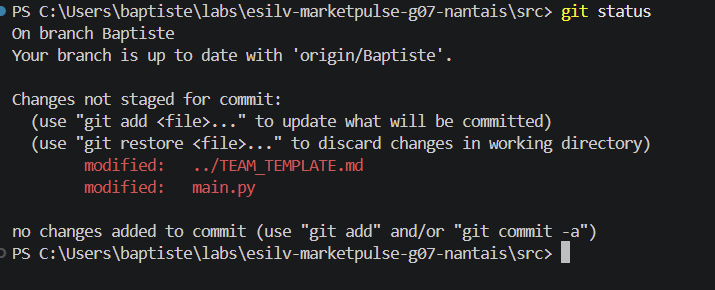 PS C:\Users\baptiste\labs\esilv-marketpulse-g07-nantais\src> git status
On branch Baptiste
Your branch is up to date with 'origin/Baptiste'.

Changes not staged for commit:
  (use "git add <file>..." to update what will be committed)
  (use "git restore <file>..." to discard changes in working directory)
        modified:   ../TEAM_TEMPLATE.md
        modified:   main.py

no changes added to commit (use "git add" and/or "git commit -a")
PS C:\Users\baptiste\labs\esilv-marketpulse-g07-nantais\src>